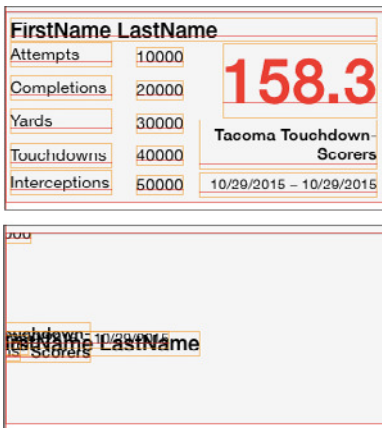 FirstName LastName
Attempts 10000
Completions 20000
158.3
Yards 30000
Tacoma Touchdown-
Touchdowns 40000
Scorers
Interceptions 50000
10/29/2015 – 10/29/2015
LastName
Scorers